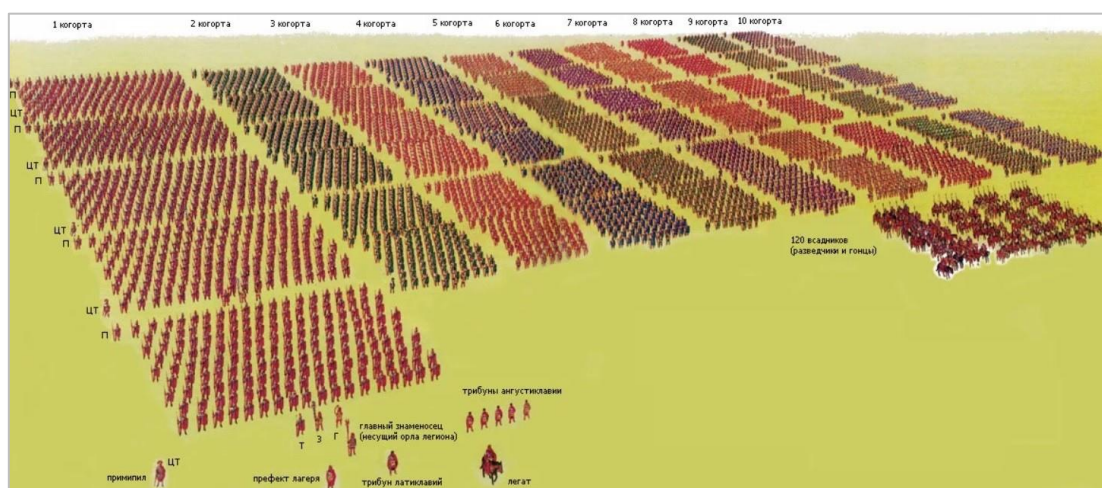 1 когорта
2 когорта
3 когорта
4 когорта
5 когорта
6 когорта
7 когорта
8 когорта
9 когорта
10 когорта
П
ЦТ
П
ЦТ
П
ЦТ
П
ЦТ
П
120 всадников
(разведчики и гонцы)
трибуны ангустиклавии
Т
З
Г
главный знаменосец
(несущий орла легиона)
ЦТ
примипил
префект лагеря
трибун латиклавий
легат